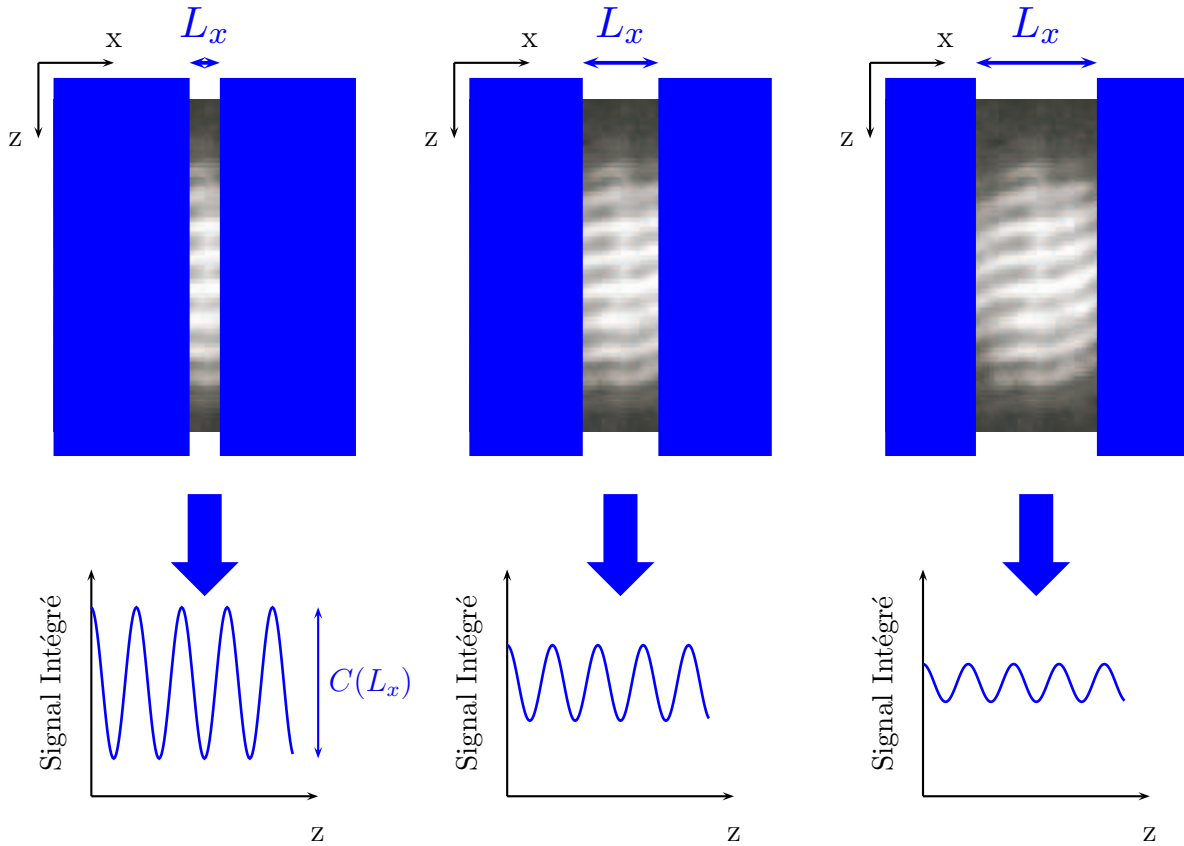 L_x
L_x
L_x
x
x
x
z
z
z
Signal Intégré
C(L_x)
Signal Intégré
Signal Intégré
z
z
z